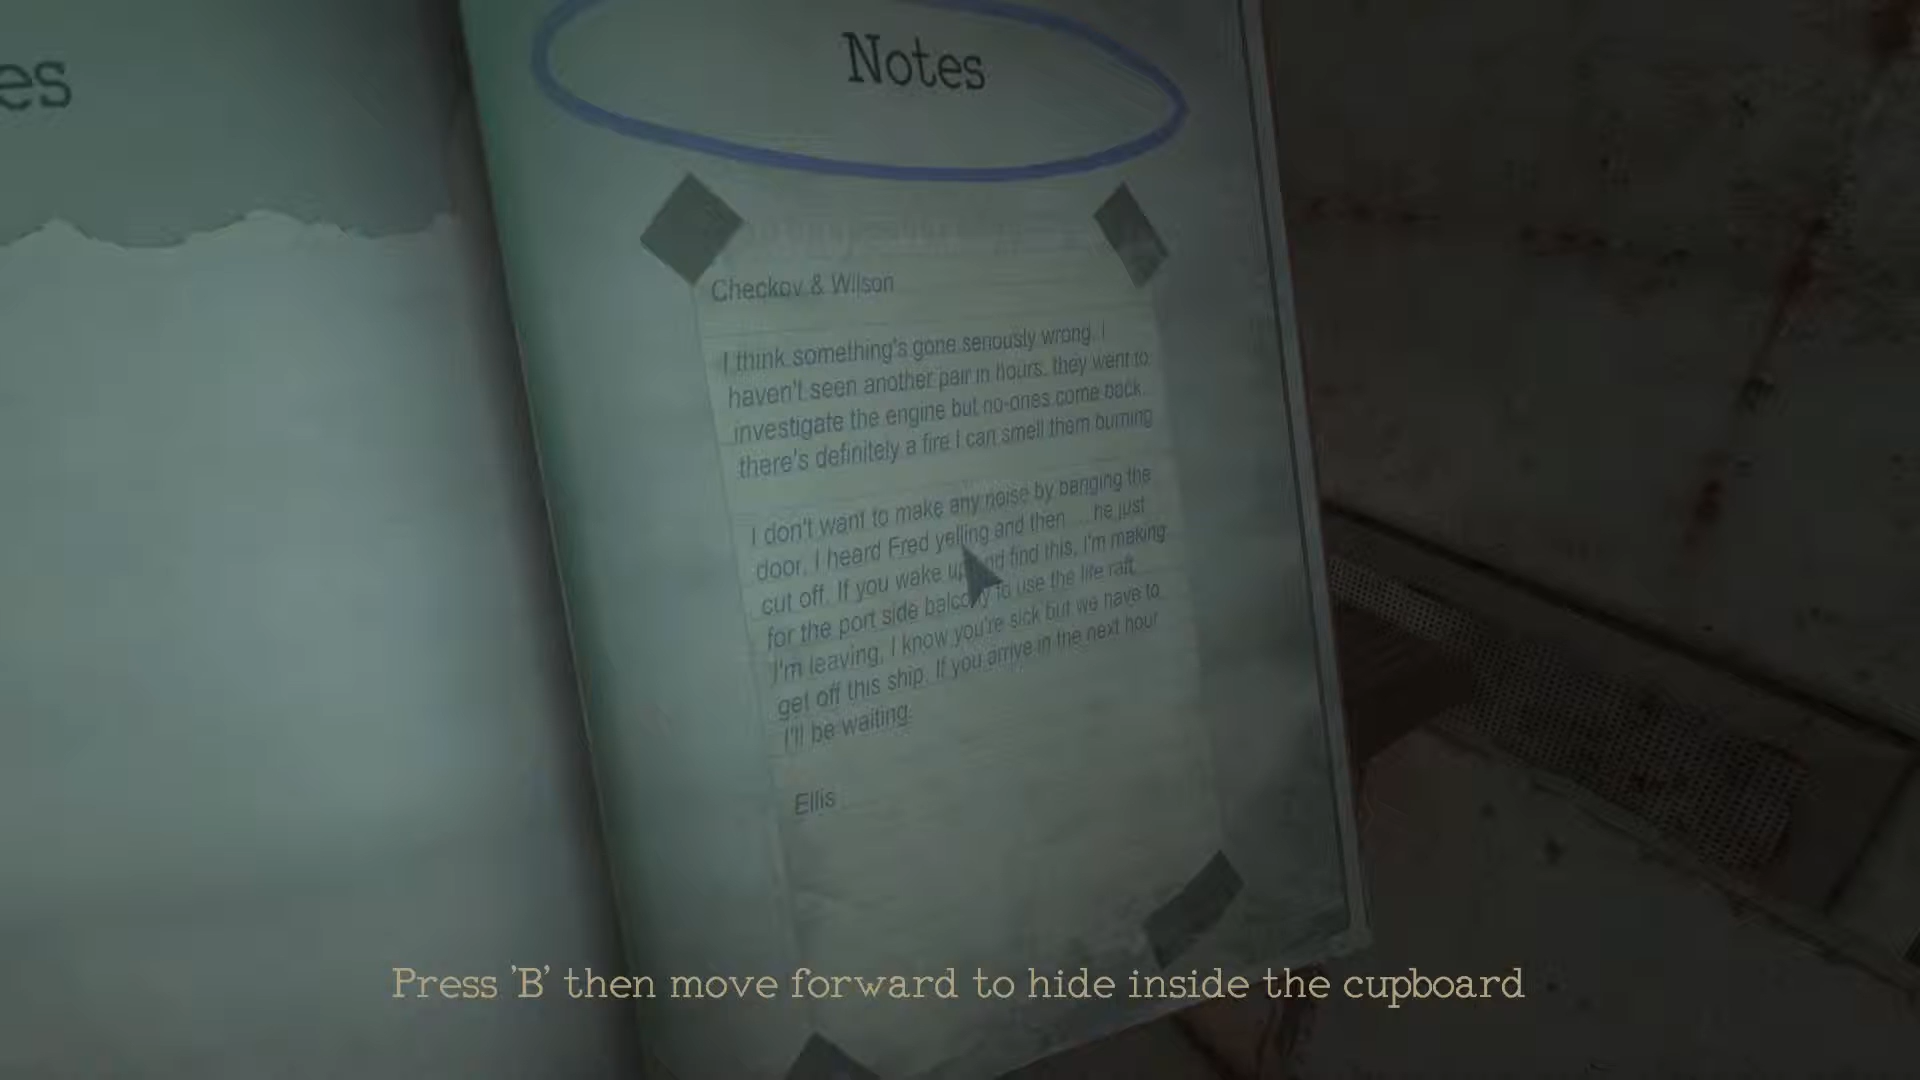 es
Notes
Checkov & Wilson
I think something's gone seriously wrong. I
haven't seen another pair in hours. they went to
investigate the engine but no-ones come back.
there's definitely a fire I can smell them burning
I don't want to make any noise by banging the
door. I heard Fred yelling and then.... he just
cut off. If you wake up and find this, I'm making
for the port side balcony to use the life raft.
I'm leaving, I know you're sick but we have to
get off this ship. If you arrive in the next hour
I'll be waiting.
Ellis
Press 'B' then move forward to hide inside the cupboard